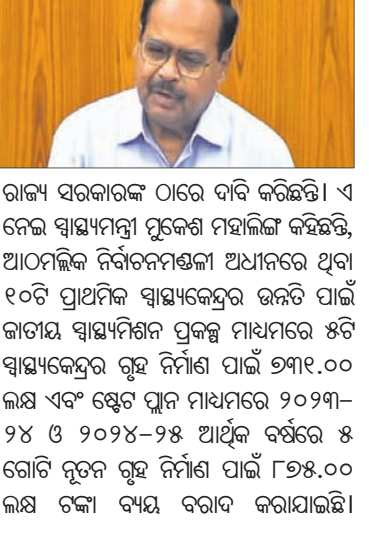 ରାଜ୍ୟ ସରକାରଙ୍କ ଠାରେ ଦାବି କରିଛନ୍ତି। ଏ
ନେଇ ସ୍ୱାସ୍ଥ୍ୟମନ୍ତ୍ରୀ ମୁକେଶ ମହାଲିଙ୍ଗ କହିଛନ୍ତି,
ଆଠମଲ୍ଲିକ ନିର୍ବାଚନମଣ୍ଡଳୀ ଅଧୀନରେ ଥିବା
୧୦ଟି ପ୍ରାଥମିକ ସ୍ୱାସ୍ଥ୍ୟକେନ୍ଦ୍ରର ଉନ୍ନତି ପାଇଁ
ଜାତୀୟ ସ୍ୱାସ୍ଥ୍ୟମିଶନ ପ୍ରକଳ୍ପ ମାଧ୍ୟମରେ ୫ଟି
ସ୍ୱାସ୍ଥ୍ୟକେନ୍ଦ୍ରର ଗୃହ ନିର୍ମାଣ ପାଇଁ ୭୩୧.୦୦
ଲକ୍ଷ ଏବଂ ଷ୍ଟେଟ ପ୍ଲାନ ମାଧ୍ୟମରେ ୨୦୨୩–
୨୪ ଓ ୨୦୨୪–୨୫ ଆର୍ଥିକ ବର୍ଷରେ ୫
ଗୋଟି ନୂତନ ଗୃହ ନିର୍ମାଣ ପାଇଁ ୮୭୫.୦୦
ଲକ୍ଷ ଟଙ୍କା ବ୍ୟୟ ବରାଦ କରାଯାଇଛି।